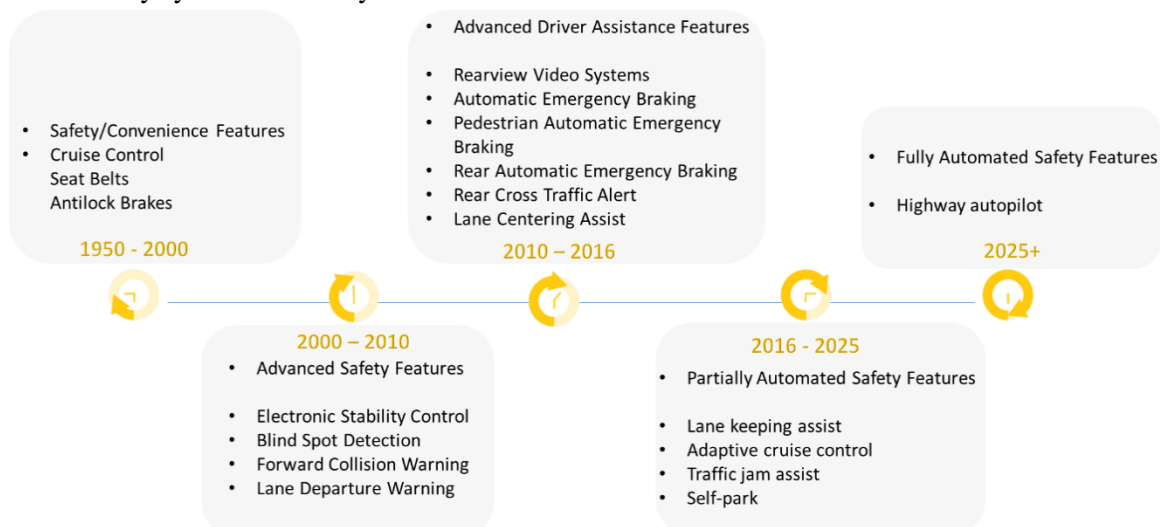 • Safety/Convenience Features
• Cruise Control
Seat Belts
Antilock Brakes
1950 - 2000
2000 – 2010
• Advanced Safety Features
• Electronic Stability Control
• Blind Spot Detection
• Forward Collision Warning
• Lane Departure Warning
• Advanced Driver Assistance Features
• Rearview Video Systems
• Automatic Emergency Braking
• Pedestrian Automatic Emergency
Braking
• Rear Automatic Emergency Braking
• Rear Cross Traffic Alert
• Lane Centering Assist
2010 – 2016
2016 - 2025
• Partially Automated Safety Features
• Lane keeping assist
• Adaptive cruise control
• Traffic jam assist
• Self-park
• Fully Automated Safety Features
• Highway autopilot
2025+